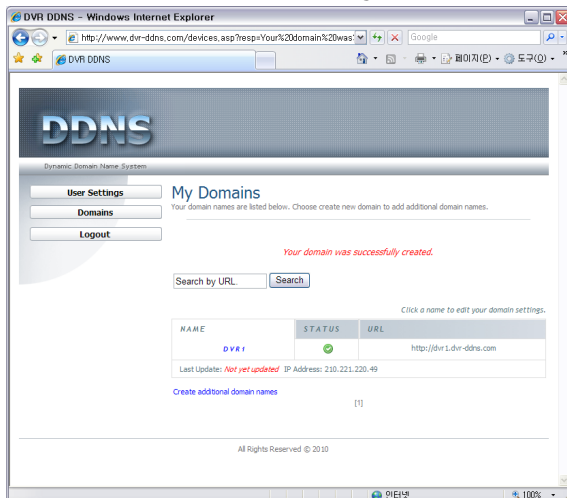 DVR DDNS - Windows Internet Explorer
http://www.dvr-ddns.com/devices.asp?resp=Your%20domain%20was
Google
DVR DDNS
페이지(P)
도구(O)
DDNS
Dynamic Domain Name System
User Settings
Domains
Logout
My Domains
Your domain names are listed below. Choose create new domain to add additional domain names.
Your domain was successfully created.
Search by URL.
Search
Click a name to edit your domain settings.
NAME STATUS URL
DVR1 http://dvr1.dvr-ddns.com
Last Update: Not yet updated IP Address: 210.221.220.49
Create additional domain names
[1]
All Rights Reserved © 2010
인터넷 100%